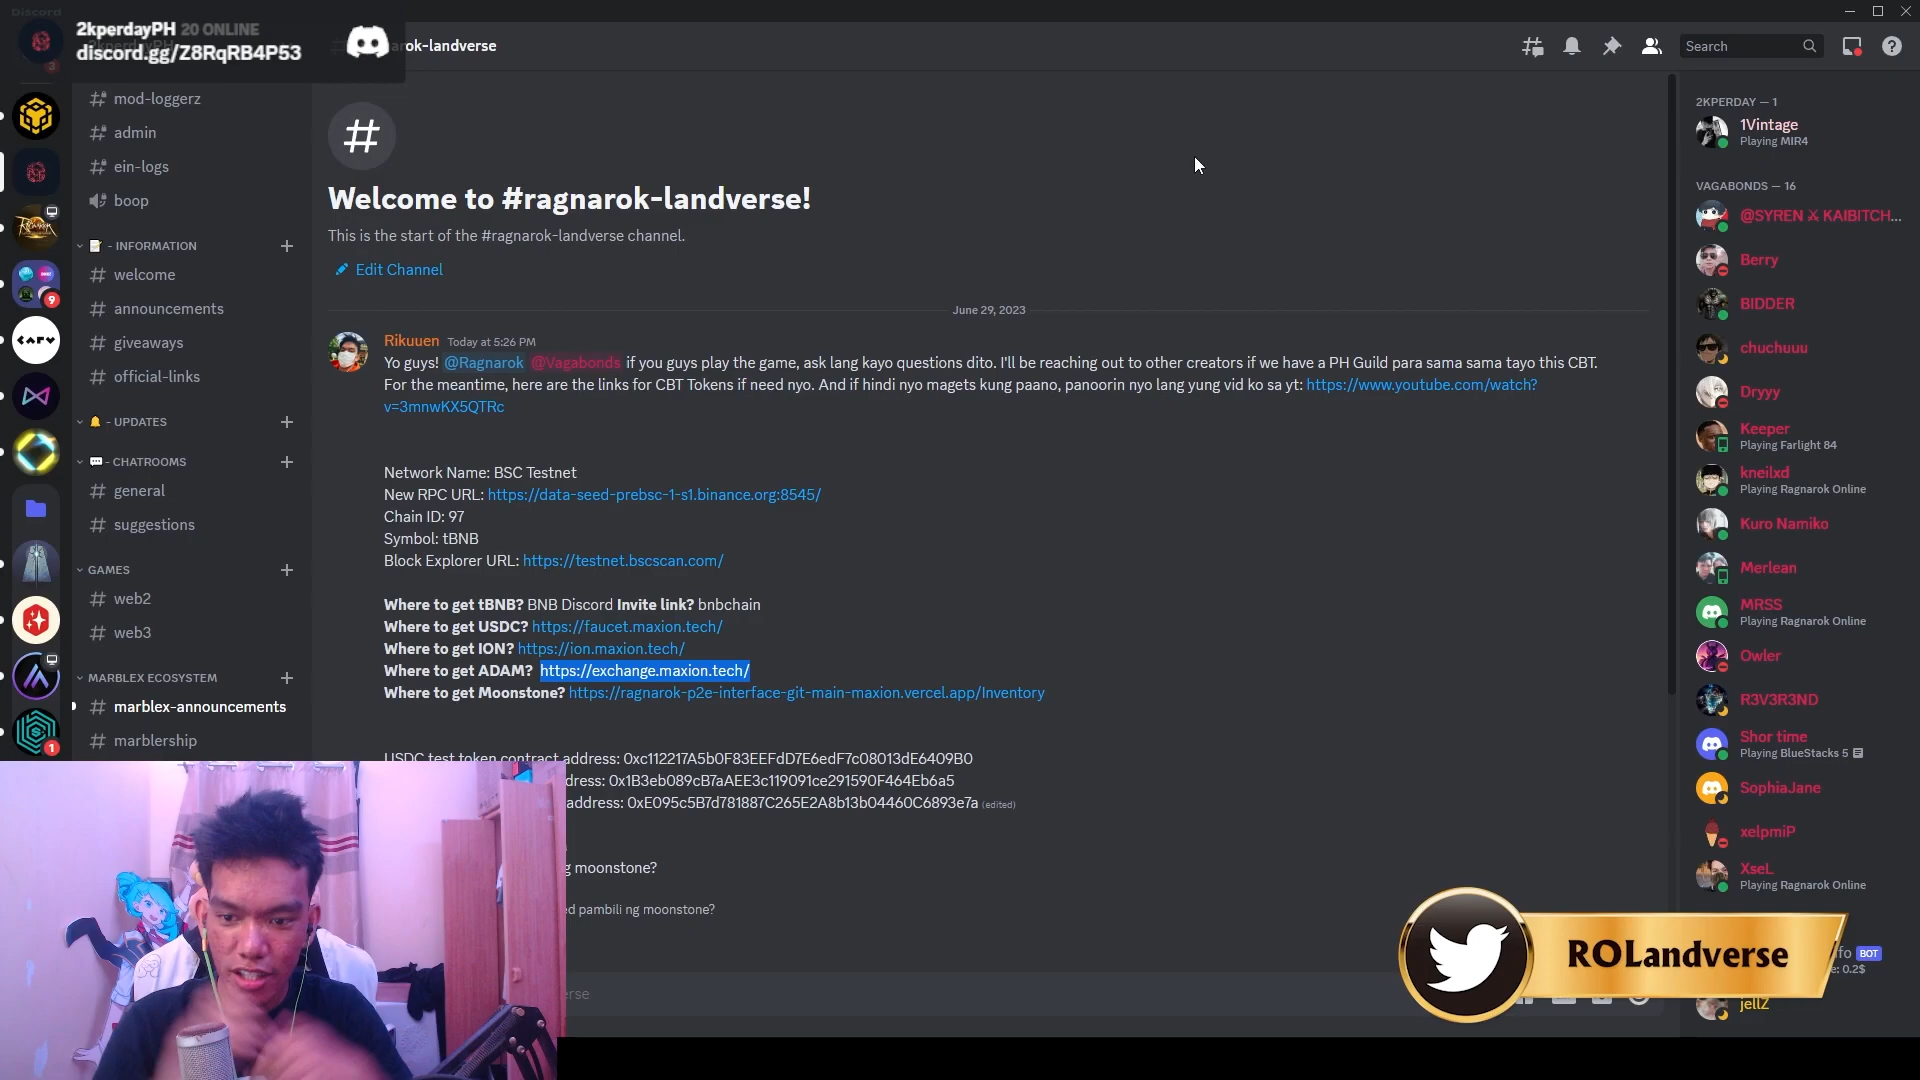 Discord
2kperdayPH 20 ONLINE
discord.gg/Z8RqRB4P53
ok-landverse
Search
3
mod-loggerz
admin
ein-logs
boop
- INFORMATION
welcome
announcements
giveaways
official-links
- UPDATES
- CHATROOMS
general
suggestions
GAMES
web2
web3
MARBLEX ECOSYSTEM
marblex-announcements
marblership
9
1
Welcome to #ragnarok-landverse!
This is the start of the #ragnarok-landverse channel.
Edit Channel
June 29, 2023
Rikuuen Today at 5:26 PM
Yo guys! @Ragnarok @Vagabonds if you guys play the game, ask lang kayo questions dito. I'll be reaching out to other creators if we have a PH Guild para sama sama tayo this CBT.
For the meantime, here are the links for CBT Tokens if need nyo. And if hindi nyo magets kung paano, panoorin nyo lang yung vid ko sa yt: https://www.youtube.com/watch?
v=3mnwKX5QTRc
Network Name: BSC Testnet
New RPC URL: https://data-seed-prebsc-1-s1.binance.org:8545/
Chain ID: 97
Symbol: tBNB
Block Explorer URL: https://testnet.bscscan.com/
Where to get tBNB? BNB Discord Invite link? bnbchain
Where to get USDC? https://faucet.maxion.tech/
Where to get ION? https://ion.maxion.tech/
Where to get ADAM? https://exchange.maxion.tech/
Where to get Moonstone? https://ragnarok-p2e-interface-git-main-maxion.vercel.app/Inventory
USDC test token contract address: 0xc112217A5b0F83EEFdD7E6edF7c08013dE6409B0
dress: 0x1B3eb089cB7aAEE3c119091ce291590F464Eb6a5
address: 0xE095c5B7d781887C265E2A8b13b04460C6893e7a (edited)
g moonstone?
ed pambili ng moonstone?
erse
2KPERDAY — 1
1Vintage
Playing MIR4
VAGABONDS — 16
@SYREN ⚔ KAIBITCH...
Berry
BIDDER
chuchuuu
Dryyy
Keeper
Playing Farlight 84
kneilxd
Playing Ragnarok Online
Kuro Namiko
Merlean
MRSS
Playing Ragnarok Online
Owler
R3V3R3ND
Shor time
Playing BlueStacks 5
SophiaJane
xelpmiP
XseL
Playing Ragnarok Online
fo BOT
e: 0.2$
jellZ
ROLandverse